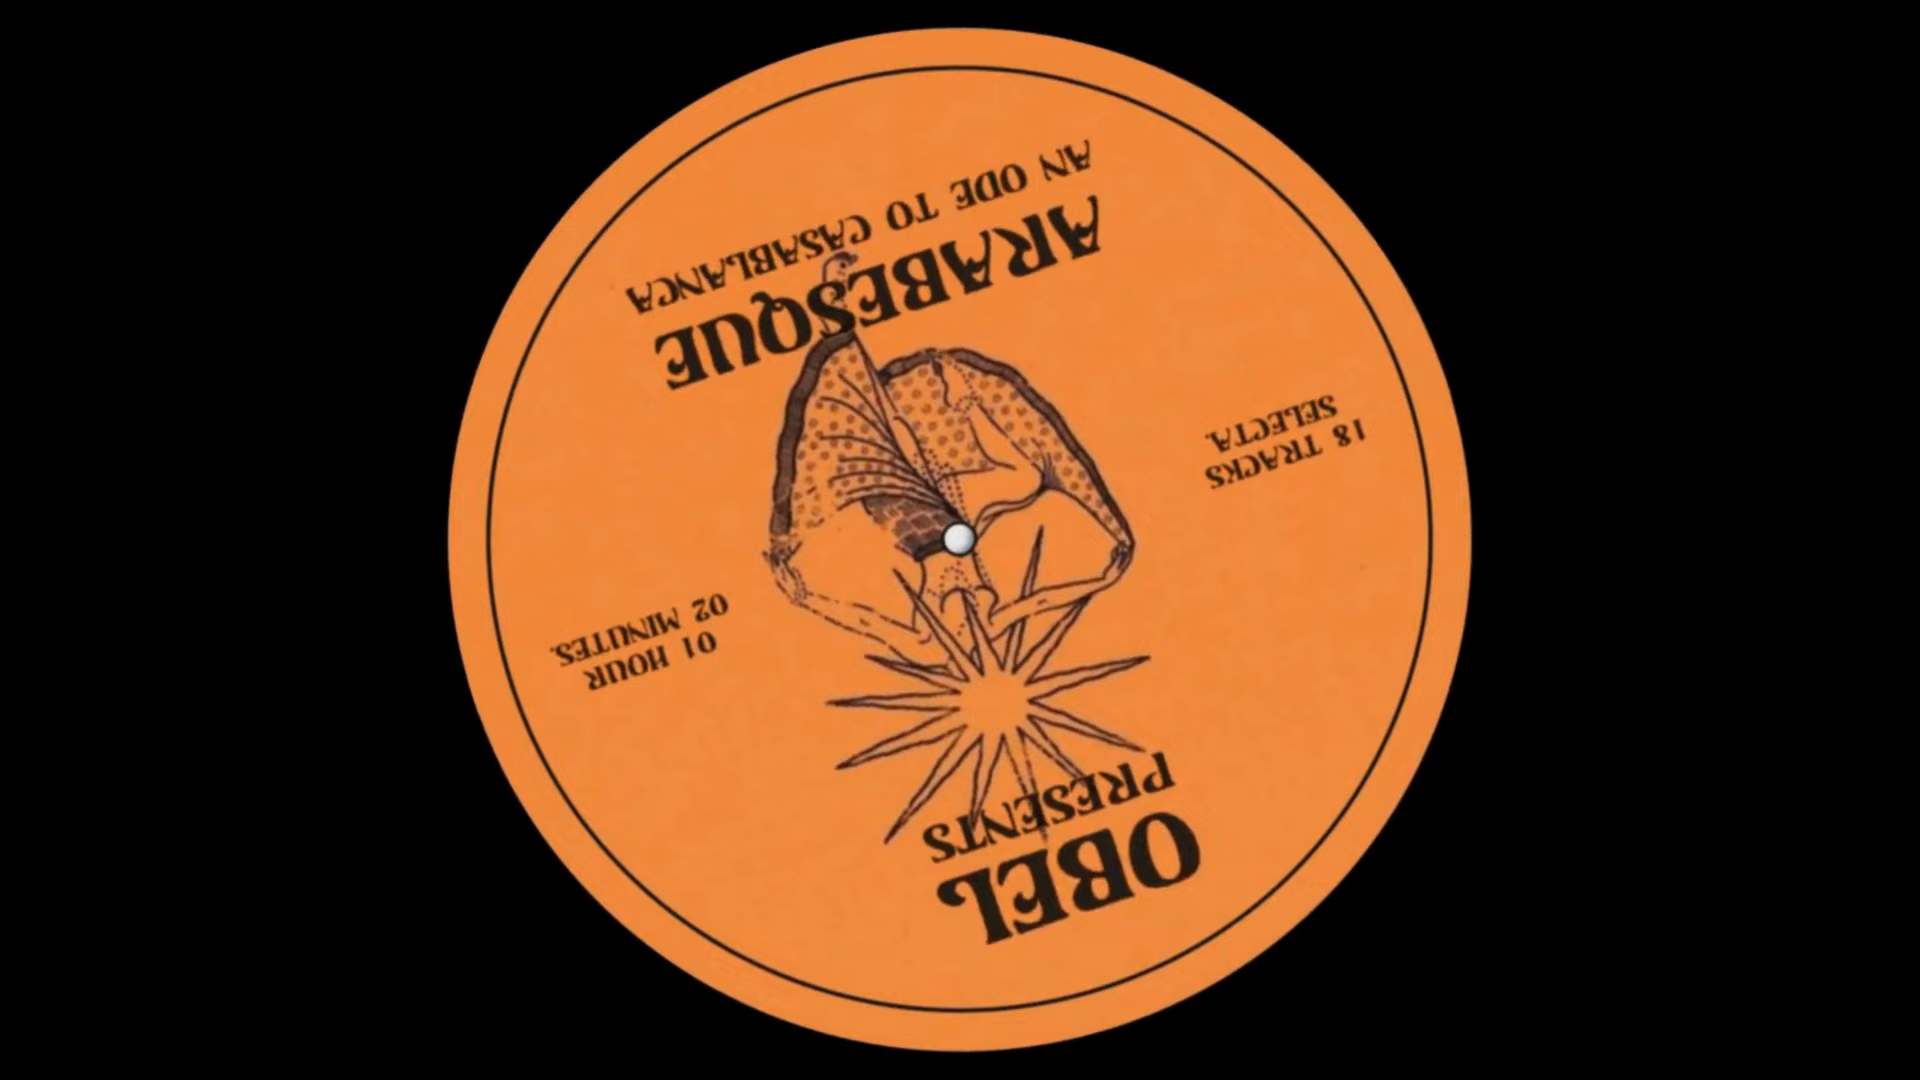 OBEL
PRESENTS
18 TRACKS
SELECTA.
01 HOUR
02 MINUTES.
ARABESQUE
AN ODE TO CASABLANCA